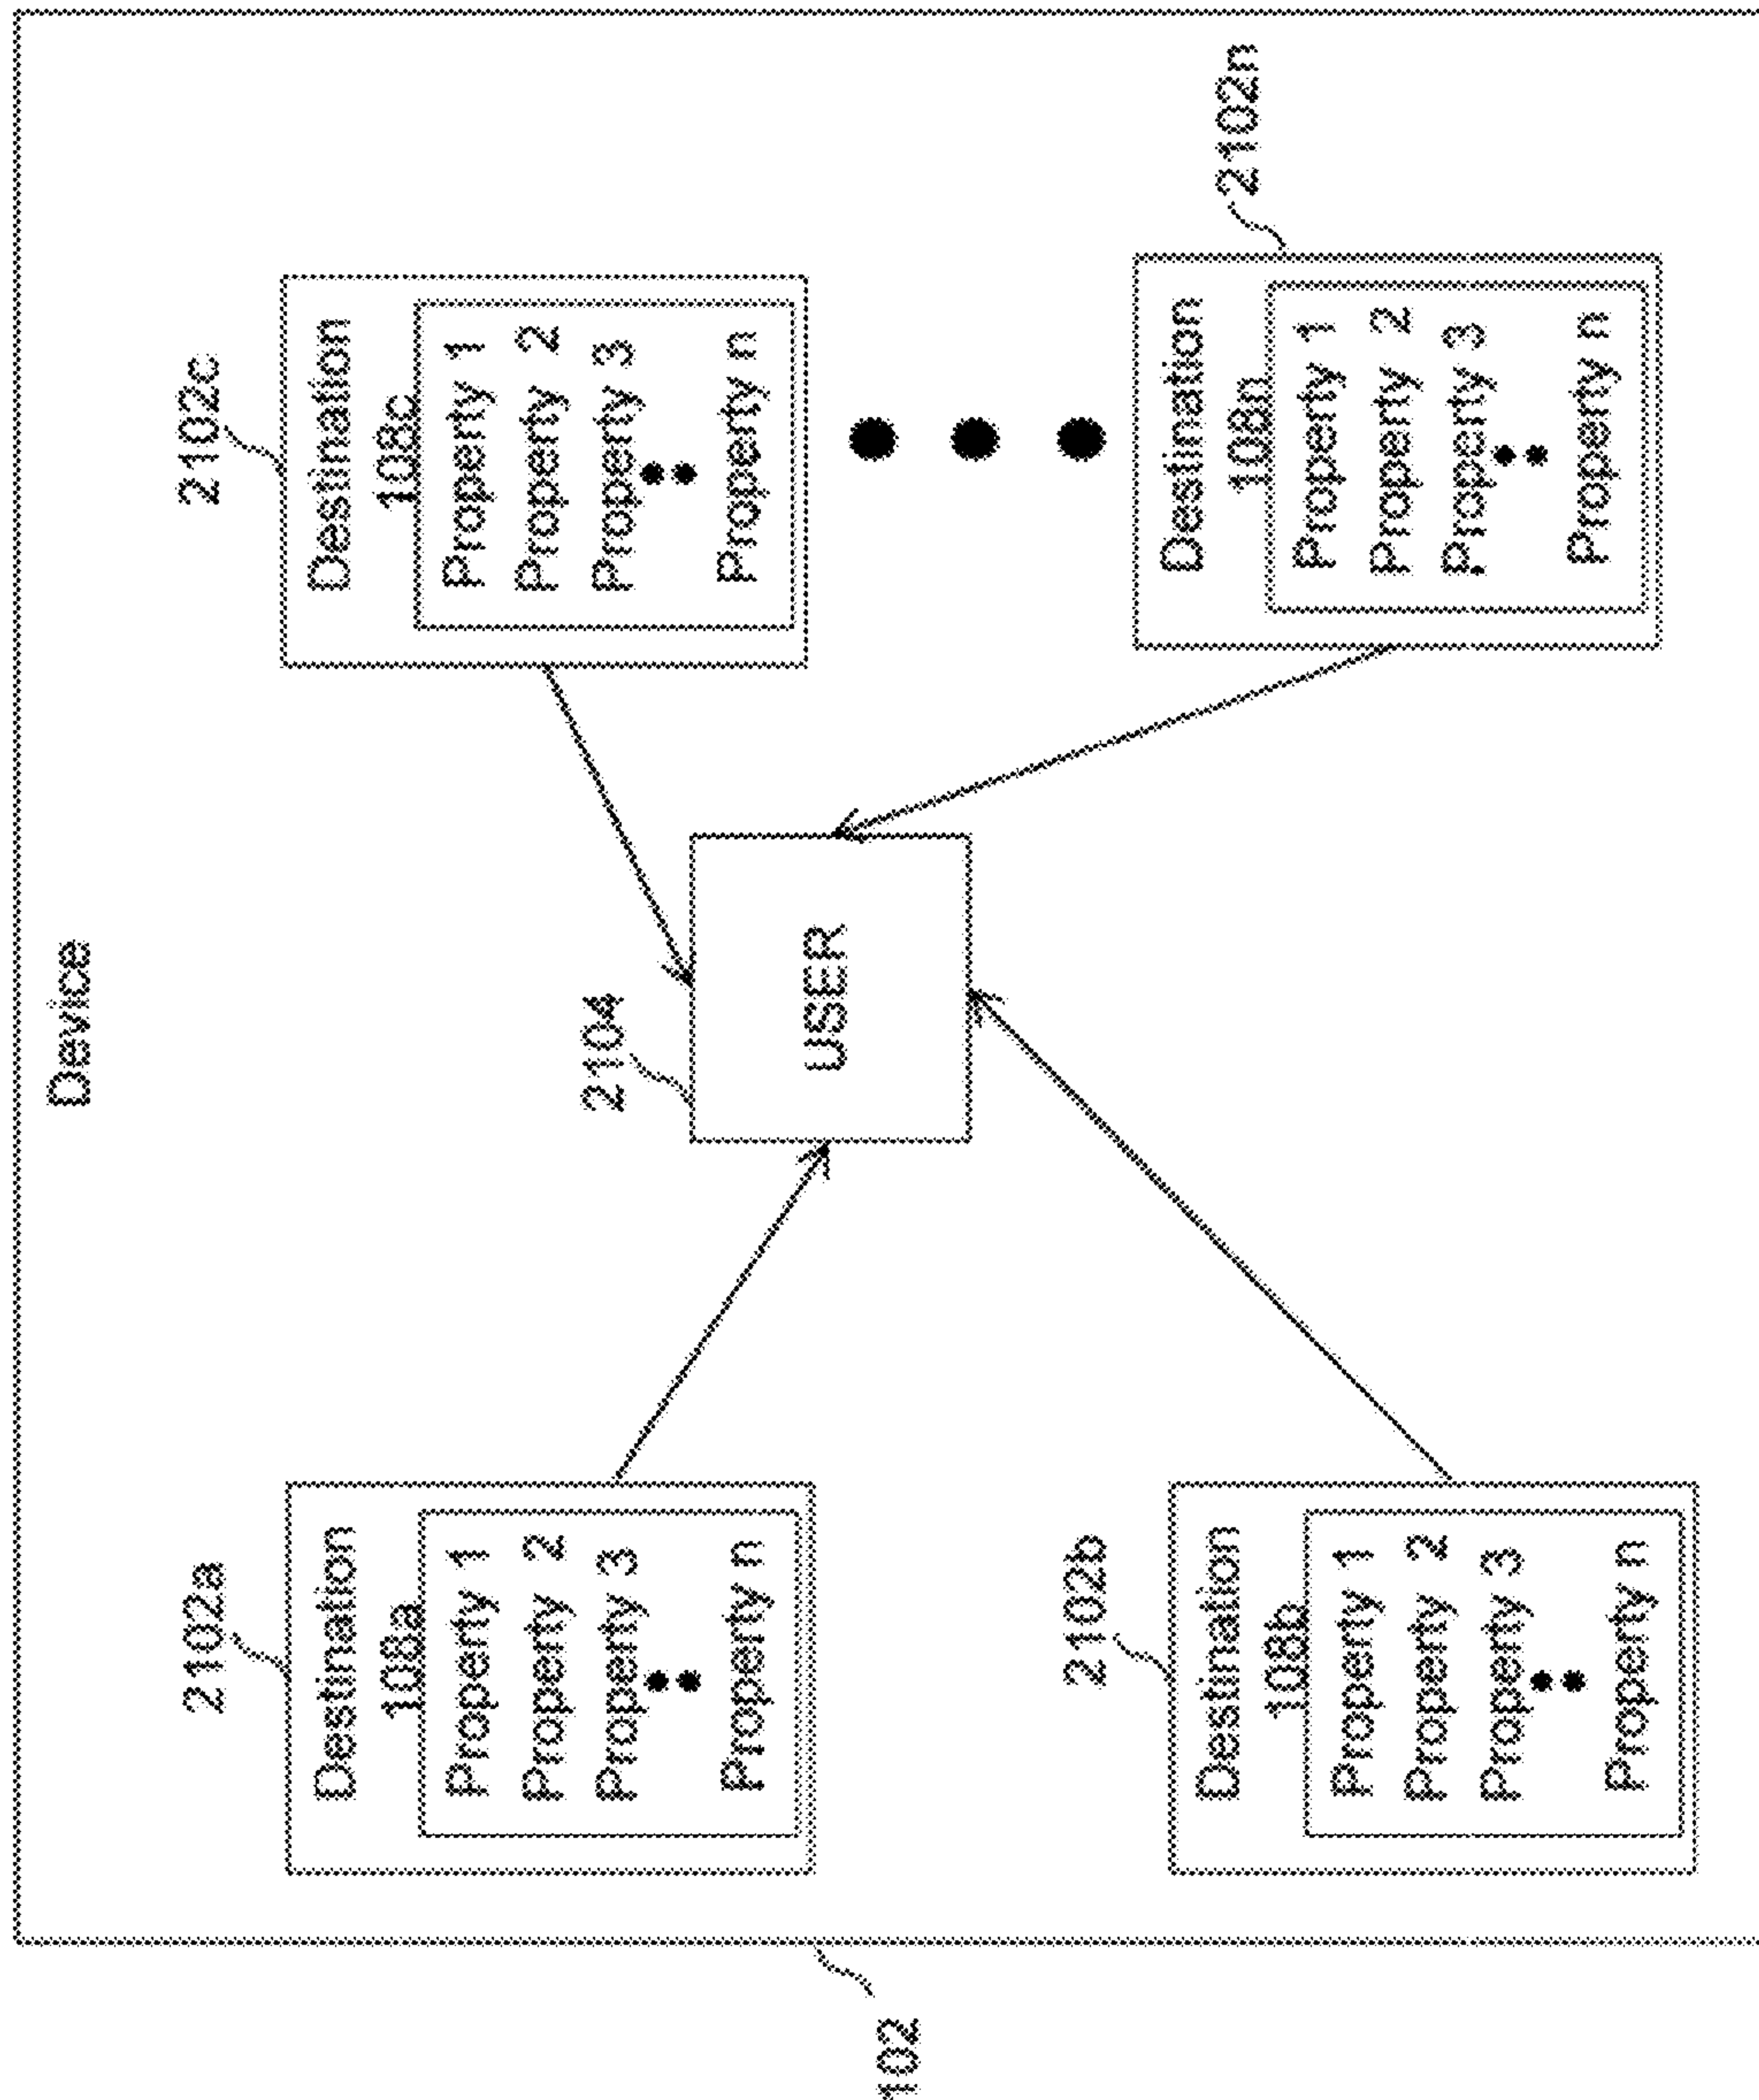 Device
102
2102a
Destination
108a
Property 1
Property 2
Property 3
Property n
2102b
Destination
108b
Property 1
Property 2
Property 3
Property n
2104
USER
2102c
Destination
108c
Property 1
Property 2
Property 3
Property n
2102n
Destination
108n
Property 1
Property 2
Property 3
Property n